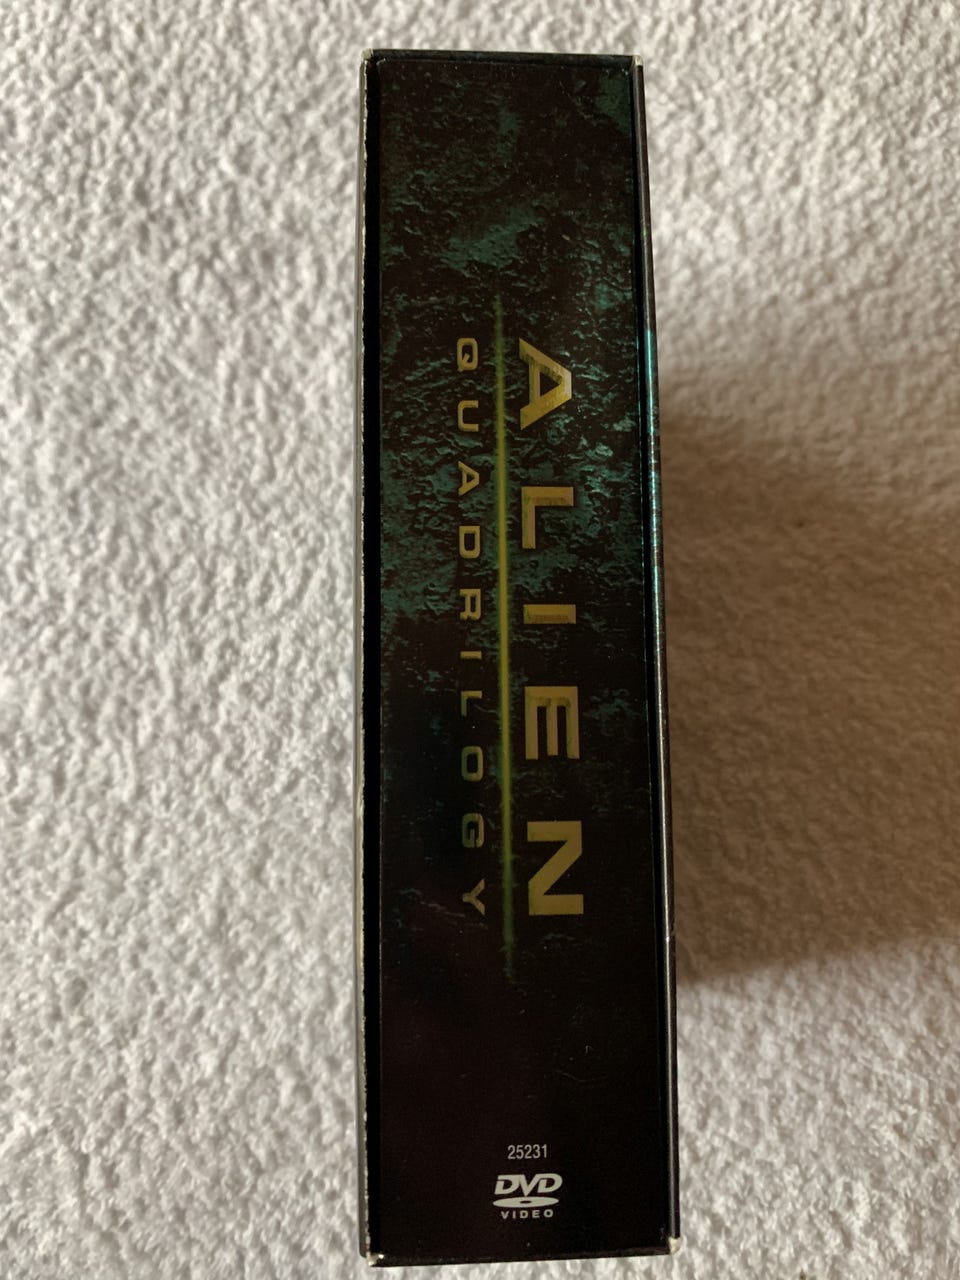 ALIEN
QUADRILOGY
25231
DVD
VIDEO